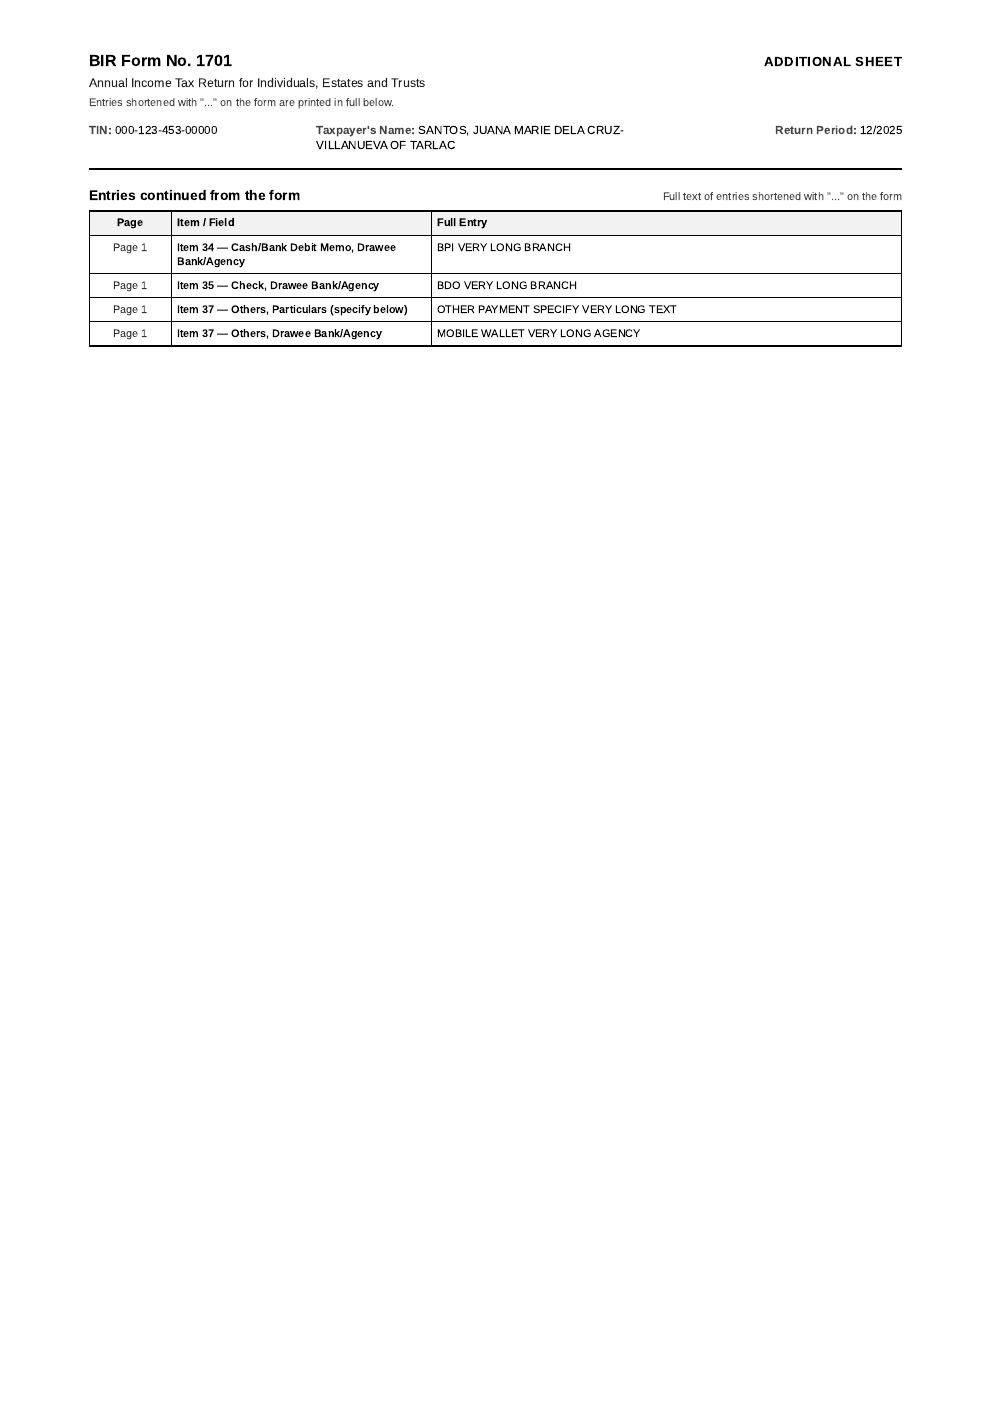 BIR Form No. 1701
ADDITIONAL SHEET
Annual Income Tax Return for Individuals, Estates and Trusts
Entries shortened with "..." on the form are printed in full below.
TIN: 000-123-453-00000
Taxpayer's Name: SANTOS, JUANA MARIE DELA CRUZ-
VILLANUEVA OF TARLAC
Return Period: 12/2025
Entries continued from the form
Full text of entries shortened with "..." on the form
Page Item / Field Full Entry
Page 1 Item 34 — Cash/Bank Debit Memo, Drawee BPI VERY LONG BRANCH
Bank/Agency
Page 1 Item 35 — Check, Drawee Bank/Agency BDO VERY LONG BRANCH
Page 1 Item 37 — Others, Particulars (specify below) OTHER PAYMENT SPECIFY VERY LONG TEXT
Page 1 Item 37 — Others, Drawee Bank/Agency MOBILE WALLET VERY LONG AGENCY